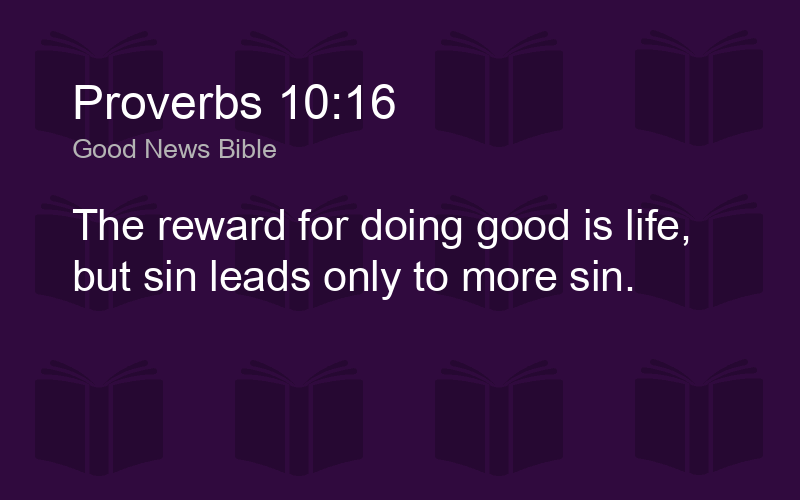 Proverbs 10:16
Good News Bible
The reward for doing good is life,
but sin leads only to more sin.